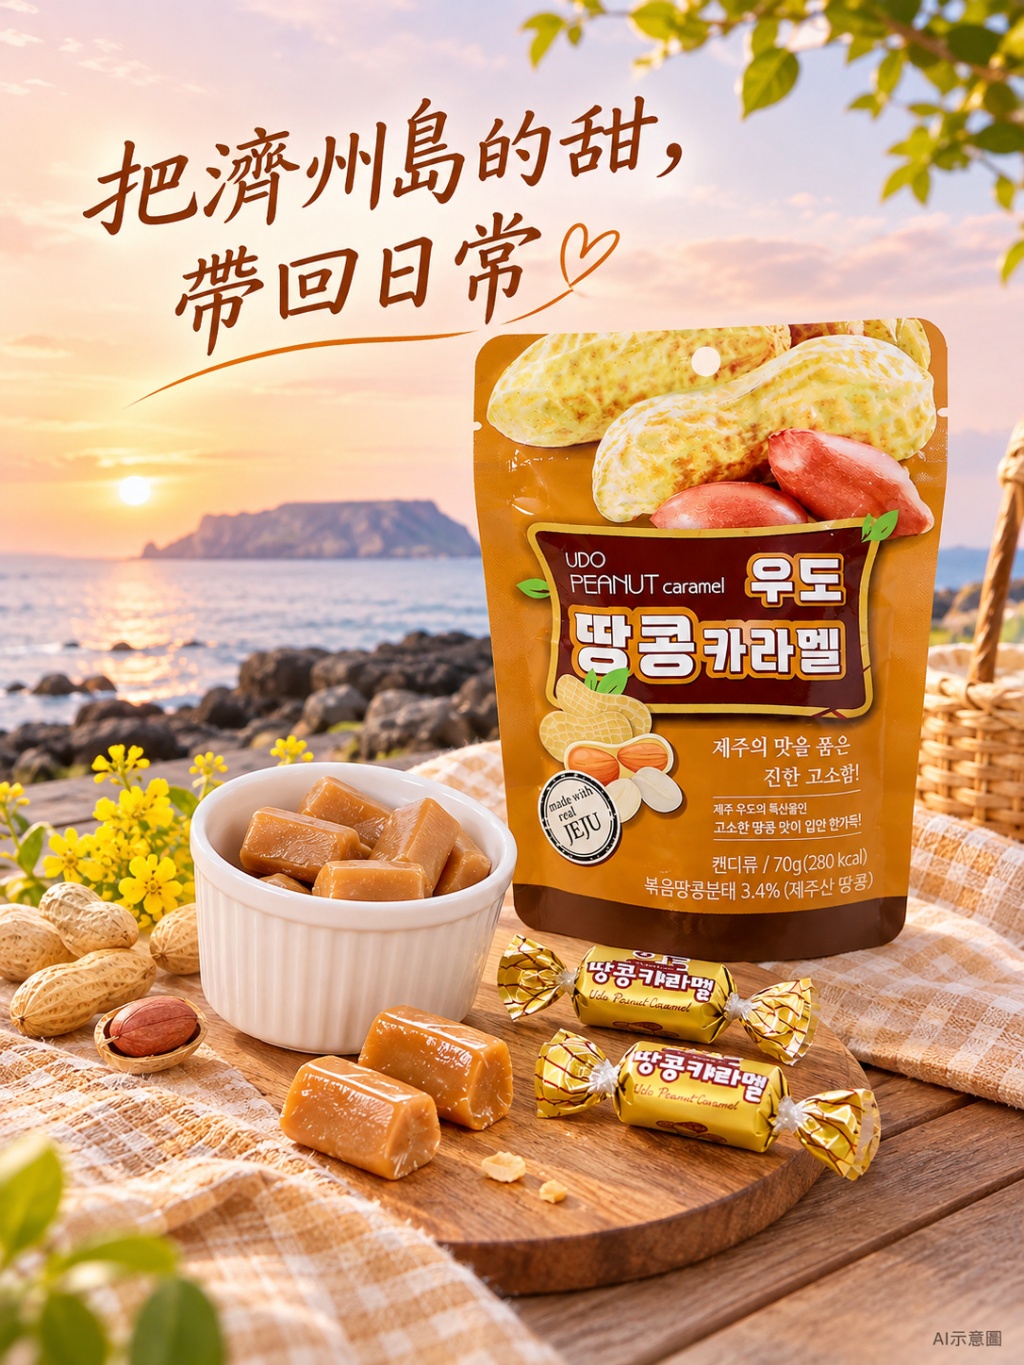 把濟州島的甜，
帶回日常
UDO
PEANUT caramel
우도
땅콩카라멜
제주의 맛을 품은
진한 고소함!
제주 우도의 특산물인
고소한 땅콩 맛이 입안 한가득!
made with
real
JEJU
캔디류 / 70g(280 kcal)
볶음땅콩분태 3.4% (제주산 땅콩)
땅콩카라멜
Udo Peanut Caramel
땅콩카라멜
Udo Peanut Caramel
AI示意圖